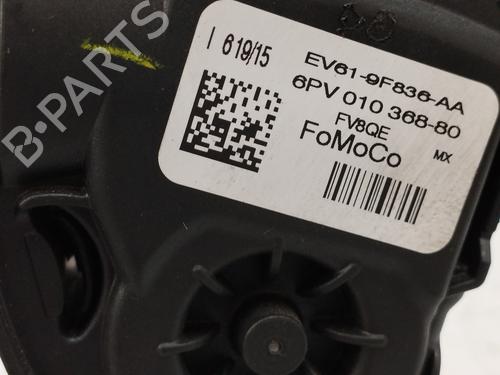 I 619/15
EV61-9F836-AA
6PV 010 368-80
FV8QE
FoMoCo
MX
B-Parts